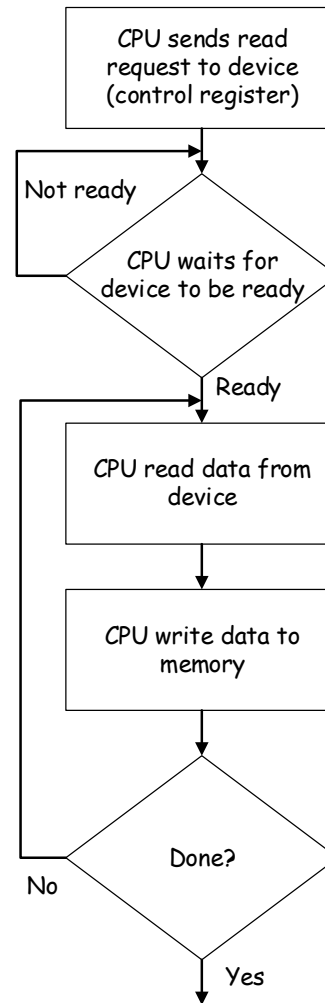 CPU sends read
request to device
(control register)
Not ready
CPU waits for
device to be ready
Ready
CPU read data from
device
CPU write data to
memory
Done?
No
Yes